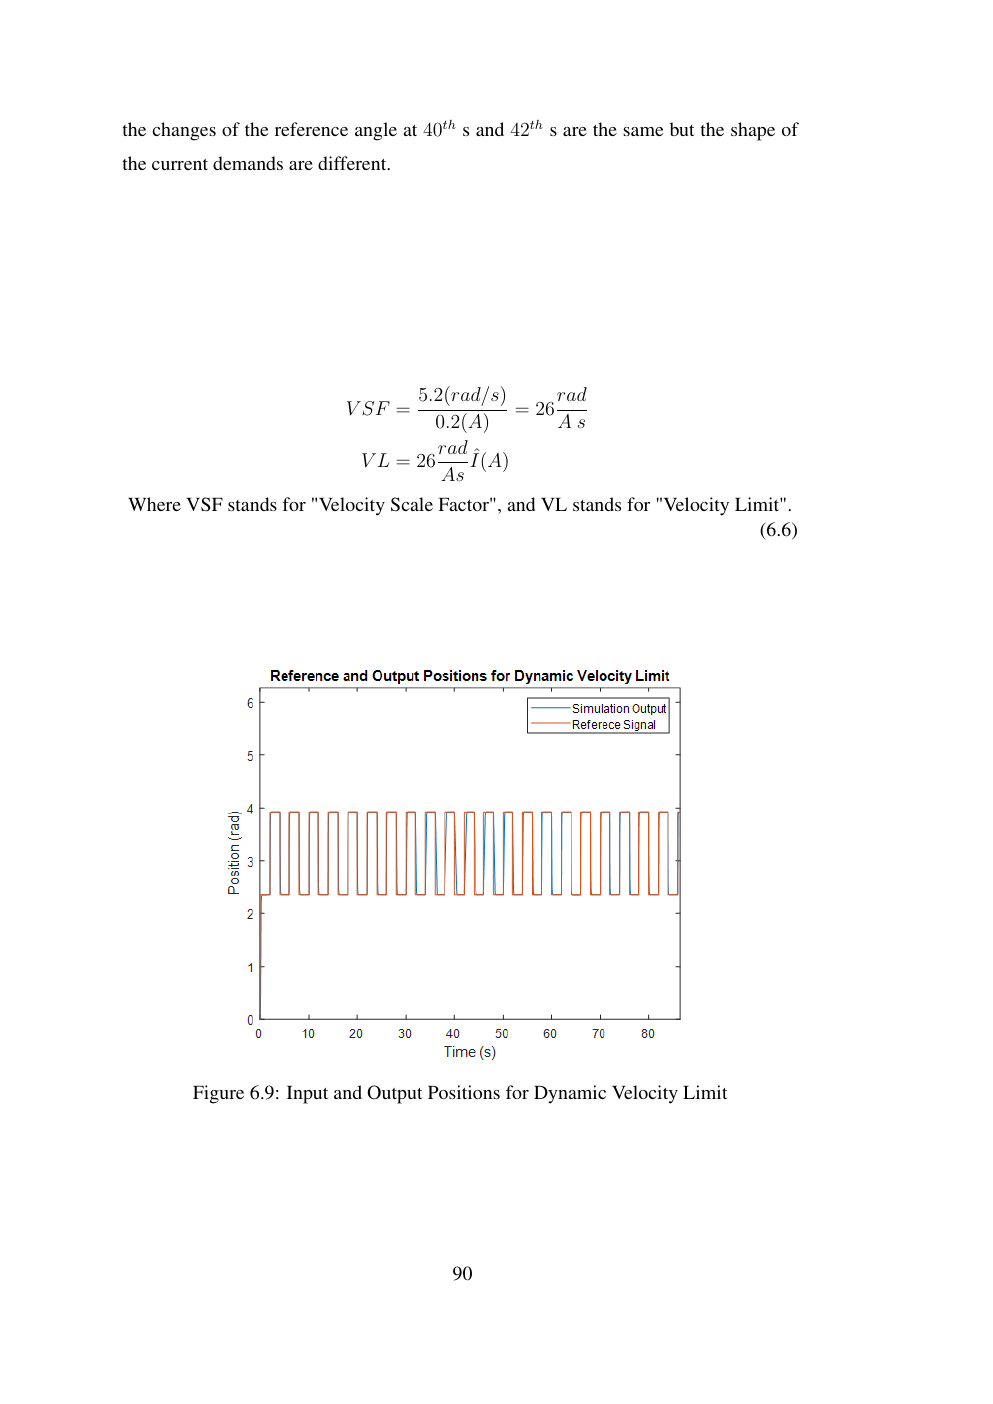 the changes of the reference angle at 40th s and 42th s are the same but the shape of
the current demands are different.
VSF = 5.2(rad/s) / 0.2(A) = 26 rad / A s
VL = 26 rad / As Î(A)
Where VSF stands for "Velocity Scale Factor", and VL stands for "Velocity Limit".
(6.6)
Reference and Output Positions for Dynamic Velocity Limit
Simulation Output
Referece Signal
6
5
4
3
2
1
0
Position (rad)
0 10 20 30 40 50 60 70 80
Time (s)
Figure 6.9: Input and Output Positions for Dynamic Velocity Limit
90